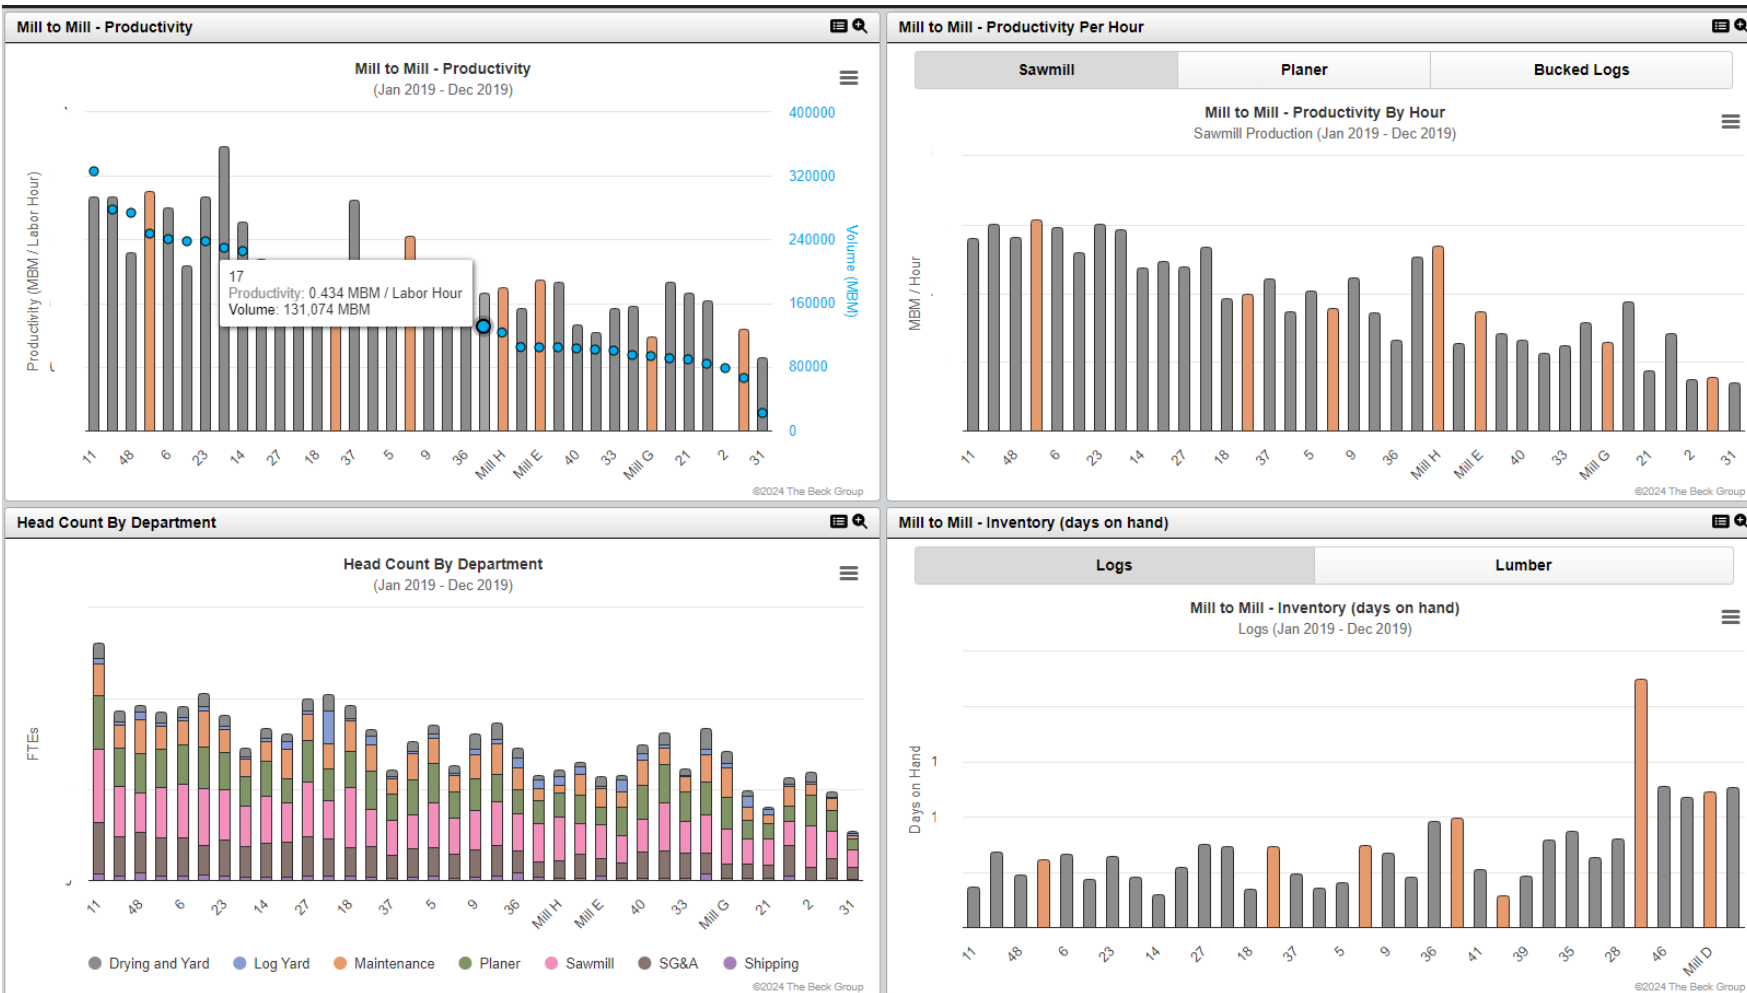 Mill to Mill - Productivity
Mill to Mill - Productivity
(Jan 2019 - Dec 2019)
Productivity (MBM / Labor Hour)
400000
320000
240000
160000
80000
0
Volume (MBM)
17
Productivity: 0.434 MBM / Labor Hour
Volume: 131,074 MBM
11 48 6 23 14 27 18 37 5 9 36 Mill H Mill E 40 33 Mill G 21 2 31
©2024 The Beck Group
Mill to Mill - Productivity Per Hour
Sawmill Planer Bucked Logs
Mill to Mill - Productivity By Hour
Sawmill Production (Jan 2019 - Dec 2019)
MBM / Hour
11 48 6 23 14 27 18 37 5 9 36 Mill H Mill E 40 33 Mill G 21 2 31
©2024 The Beck Group
Head Count By Department
Head Count By Department
(Jan 2019 - Dec 2019)
FTEs
11 48 6 23 14 27 18 37 5 9 36 Mill H Mill E 40 33 Mill G 21 2 31
Drying and Yard Log Yard Maintenance Planer Sawmill SG&A Shipping
©2024 The Beck Group
Mill to Mill - Inventory (days on hand)
Logs Lumber
Mill to Mill - Inventory (days on hand)
Logs (Jan 2019 - Dec 2019)
Days on Hand
1
1
11 48 6 23 14 27 18 37 5 9 36 41 39 35 28 46 Mill D
©2024 The Beck Group